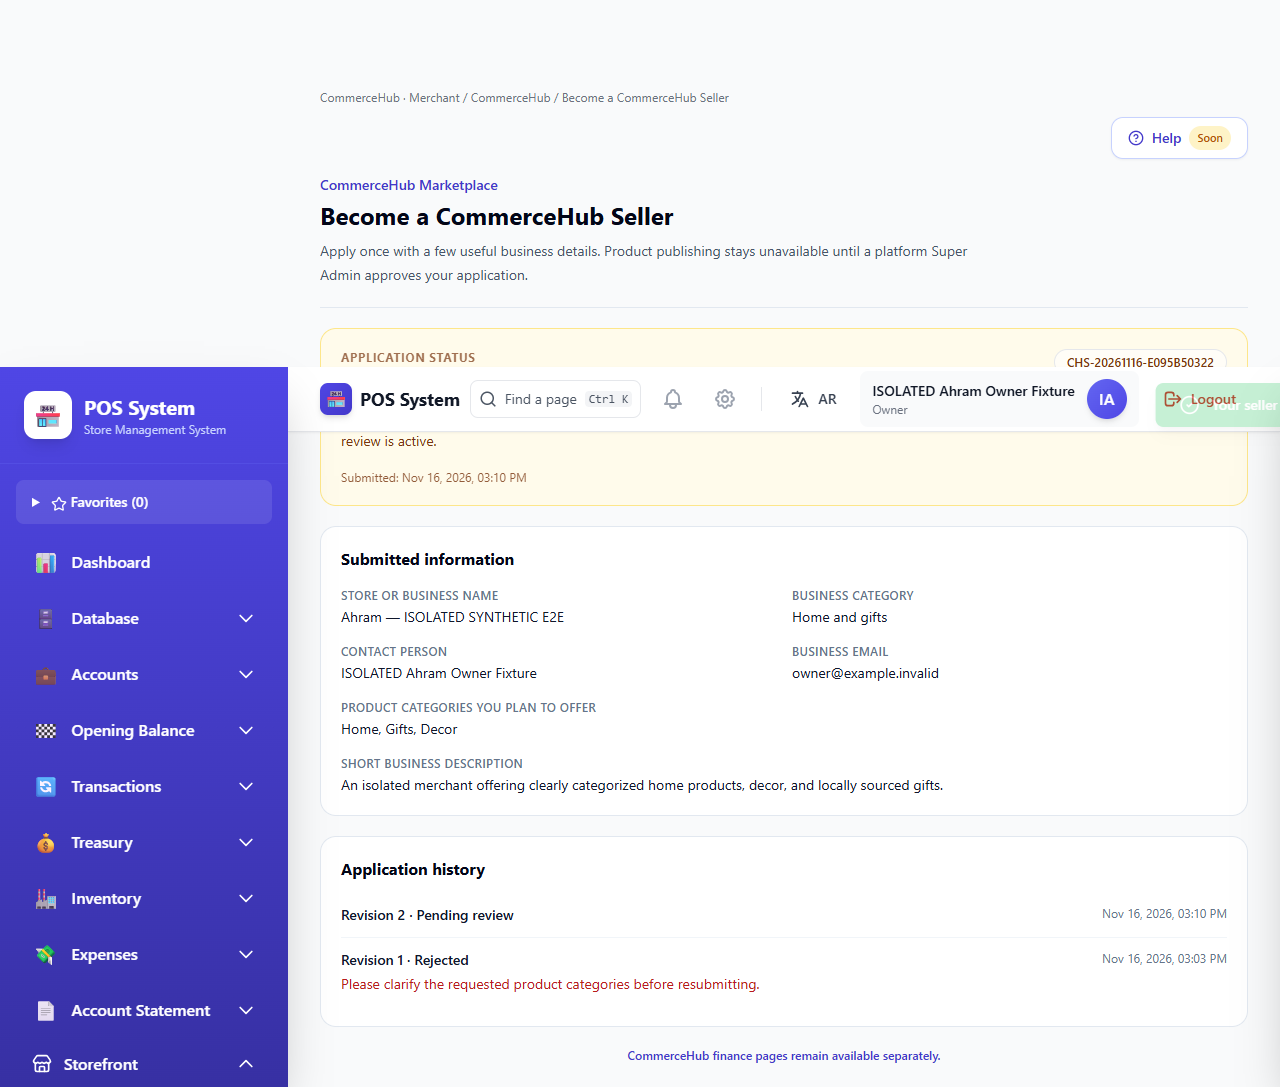 CommerceHub · Merchant / CommerceHub / Become a CommerceHub Seller
Help Soon
CommerceHub Marketplace
Become a CommerceHub Seller
Apply once with a few useful business details. Product publishing stays unavailable until a platform Super
Admin approves your application.
APPLICATION STATUS
CHS-20261116-E095B50322
POS System
Store Management System
POS System
Find a page Ctrl K
AR
ISOLATED Ahram Owner Fixture
Owner
IA
Logout
Your seller
review is active.
Submitted: Nov 16, 2026, 03:10 PM
Favorites (0)
Dashboard
Database
Accounts
Opening Balance
Transactions
Treasury
Inventory
Expenses
Account Statement
Storefront
Submitted information
STORE OR BUSINESS NAME
Ahram — ISOLATED SYNTHETIC E2E
BUSINESS CATEGORY
Home and gifts
CONTACT PERSON
ISOLATED Ahram Owner Fixture
BUSINESS EMAIL
owner@example.invalid
PRODUCT CATEGORIES YOU PLAN TO OFFER
Home, Gifts, Decor
SHORT BUSINESS DESCRIPTION
An isolated merchant offering clearly categorized home products, decor, and locally sourced gifts.
Application history
Revision 2 · Pending review
Nov 16, 2026, 03:10 PM
Revision 1 · Rejected
Nov 16, 2026, 03:03 PM
Please clarify the requested product categories before resubmitting.
CommerceHub finance pages remain available separately.